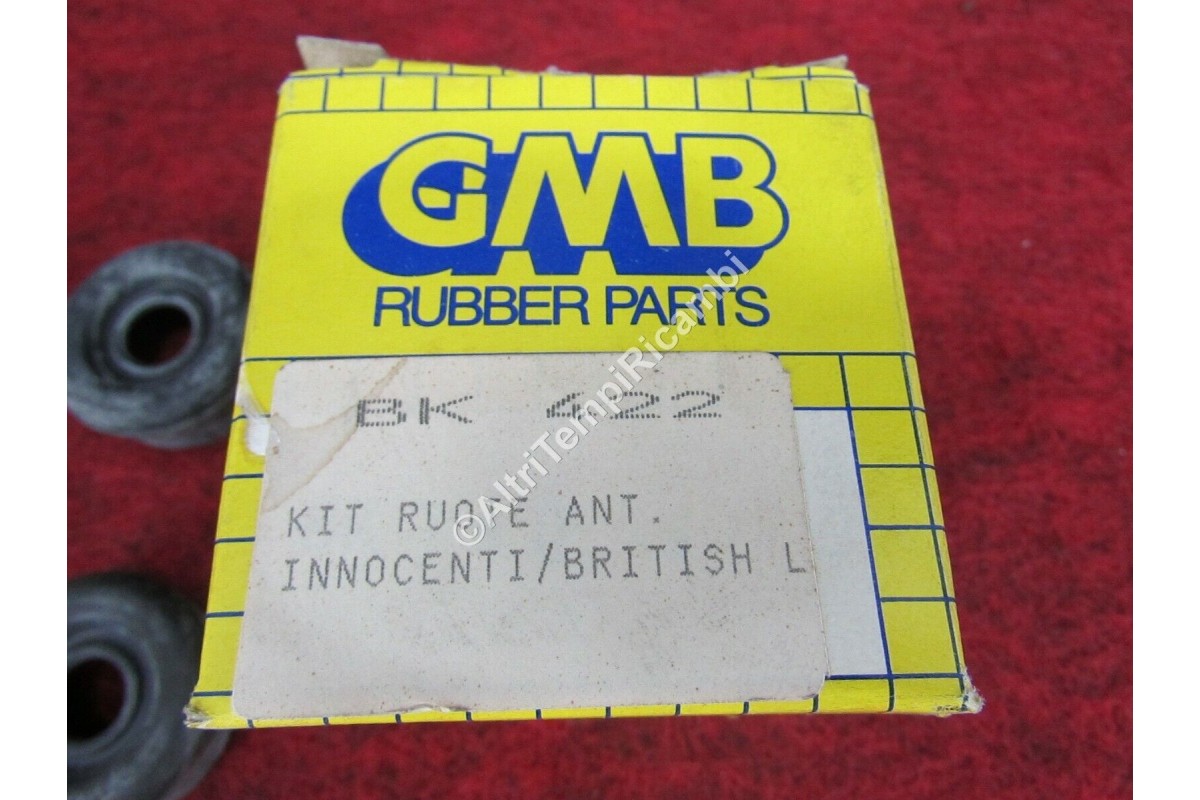 GMB
RUBBER PARTS
BK 422
KIT RUOTE ANT.
INNOCENTI/BRITISH L
©AltriTempiRicambi